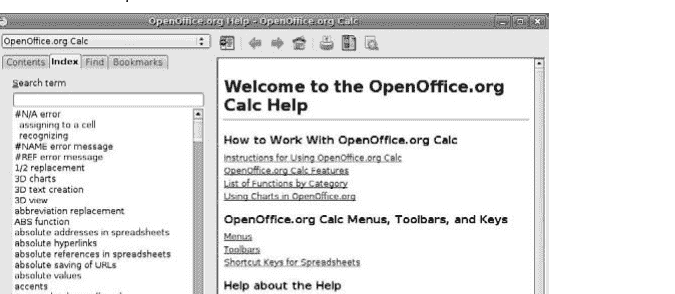 OpenOffice.org Help - OpenOffice.org Calc
OpenOffice.org Calc
Contents Index Find Bookmarks
Search term
#N/A error
assigning to a cell
recognizing
#NAME error message
#REF error message
1/2 replacement
3D charts
3D text creation
3D view
abbreviation replacement
ABS function
absolute addresses in spreadsheets
absolute hyperlinks
absolute references in spreadsheets
absolute saving of URLs
absolute values
accents
Welcome to the OpenOffice.org
Calc Help
How to Work With OpenOffice.org Calc
Instructions for Using OpenOffice.org Calc
OpenOffice.org Calc Features
List of Functions by Category
Using Charts in OpenOffice.org
OpenOffice.org Calc Menus, Toolbars, and Keys
Menus
Toolbars
Shortcut Keys for Spreadsheets
Help about the Help